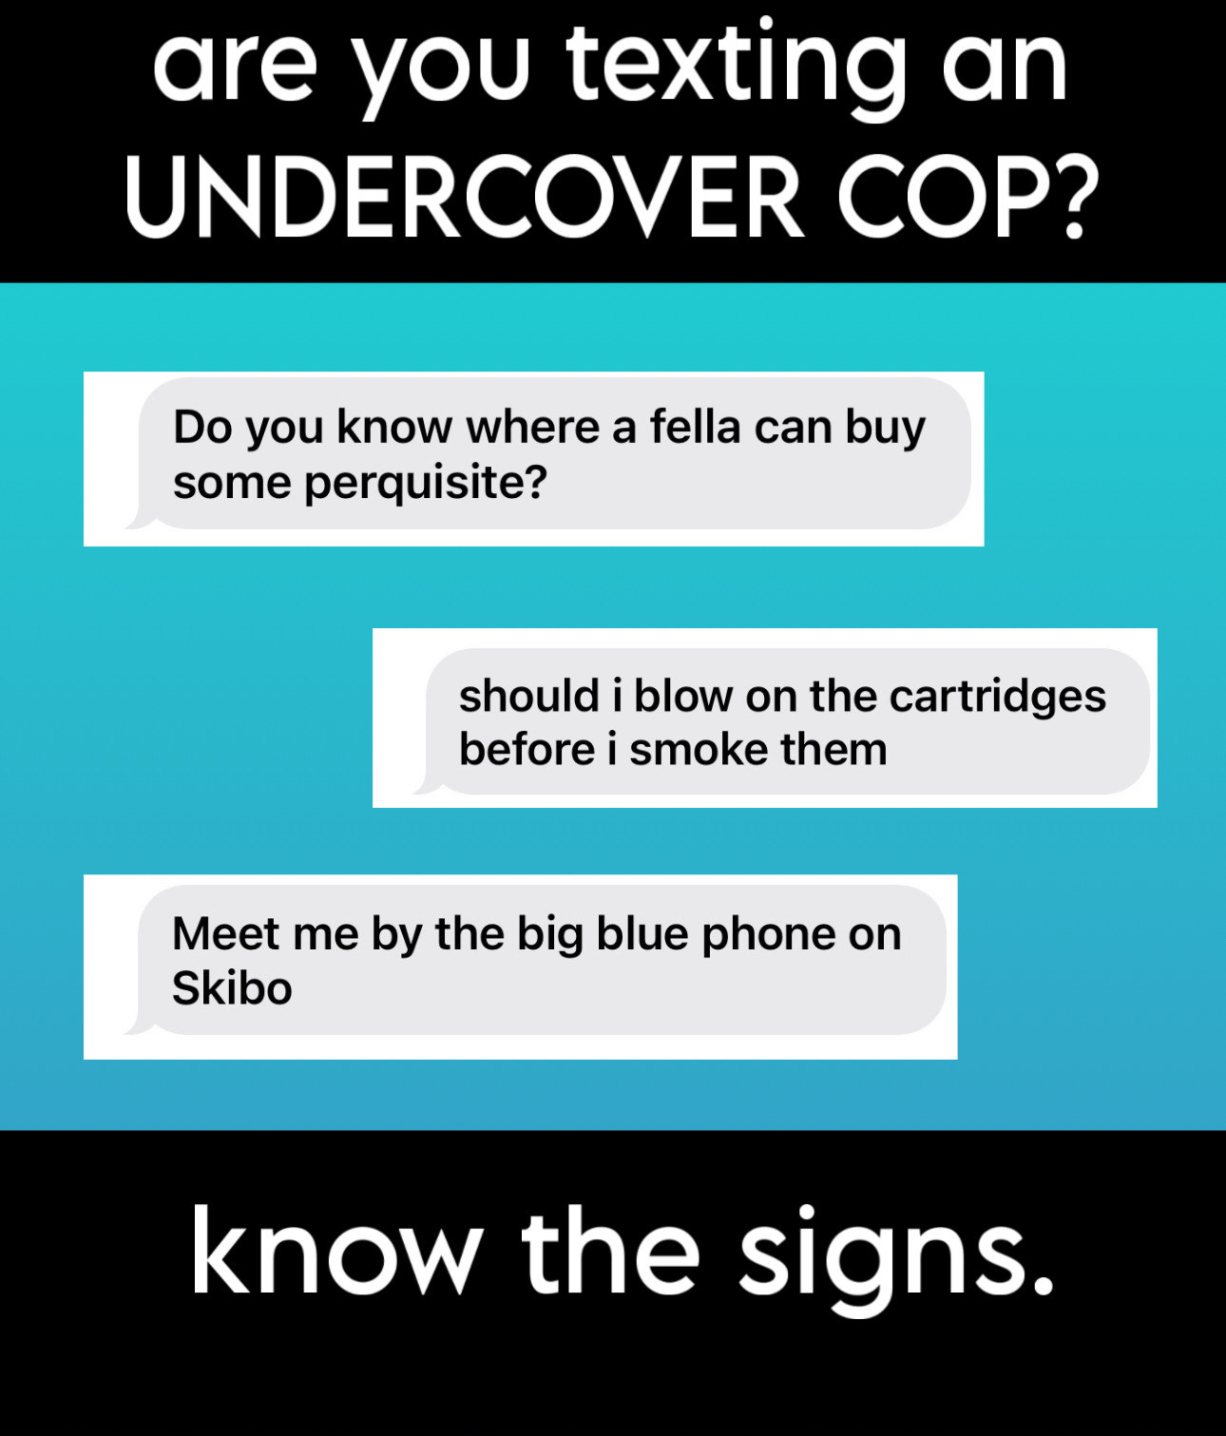 are you texting an
UNDERCOVER COP?
Do you know where a fella can buy
some perquisite?
should i blow on the cartridges
before i smoke them
Meet me by the big blue phone on
Skibo
know the signs.